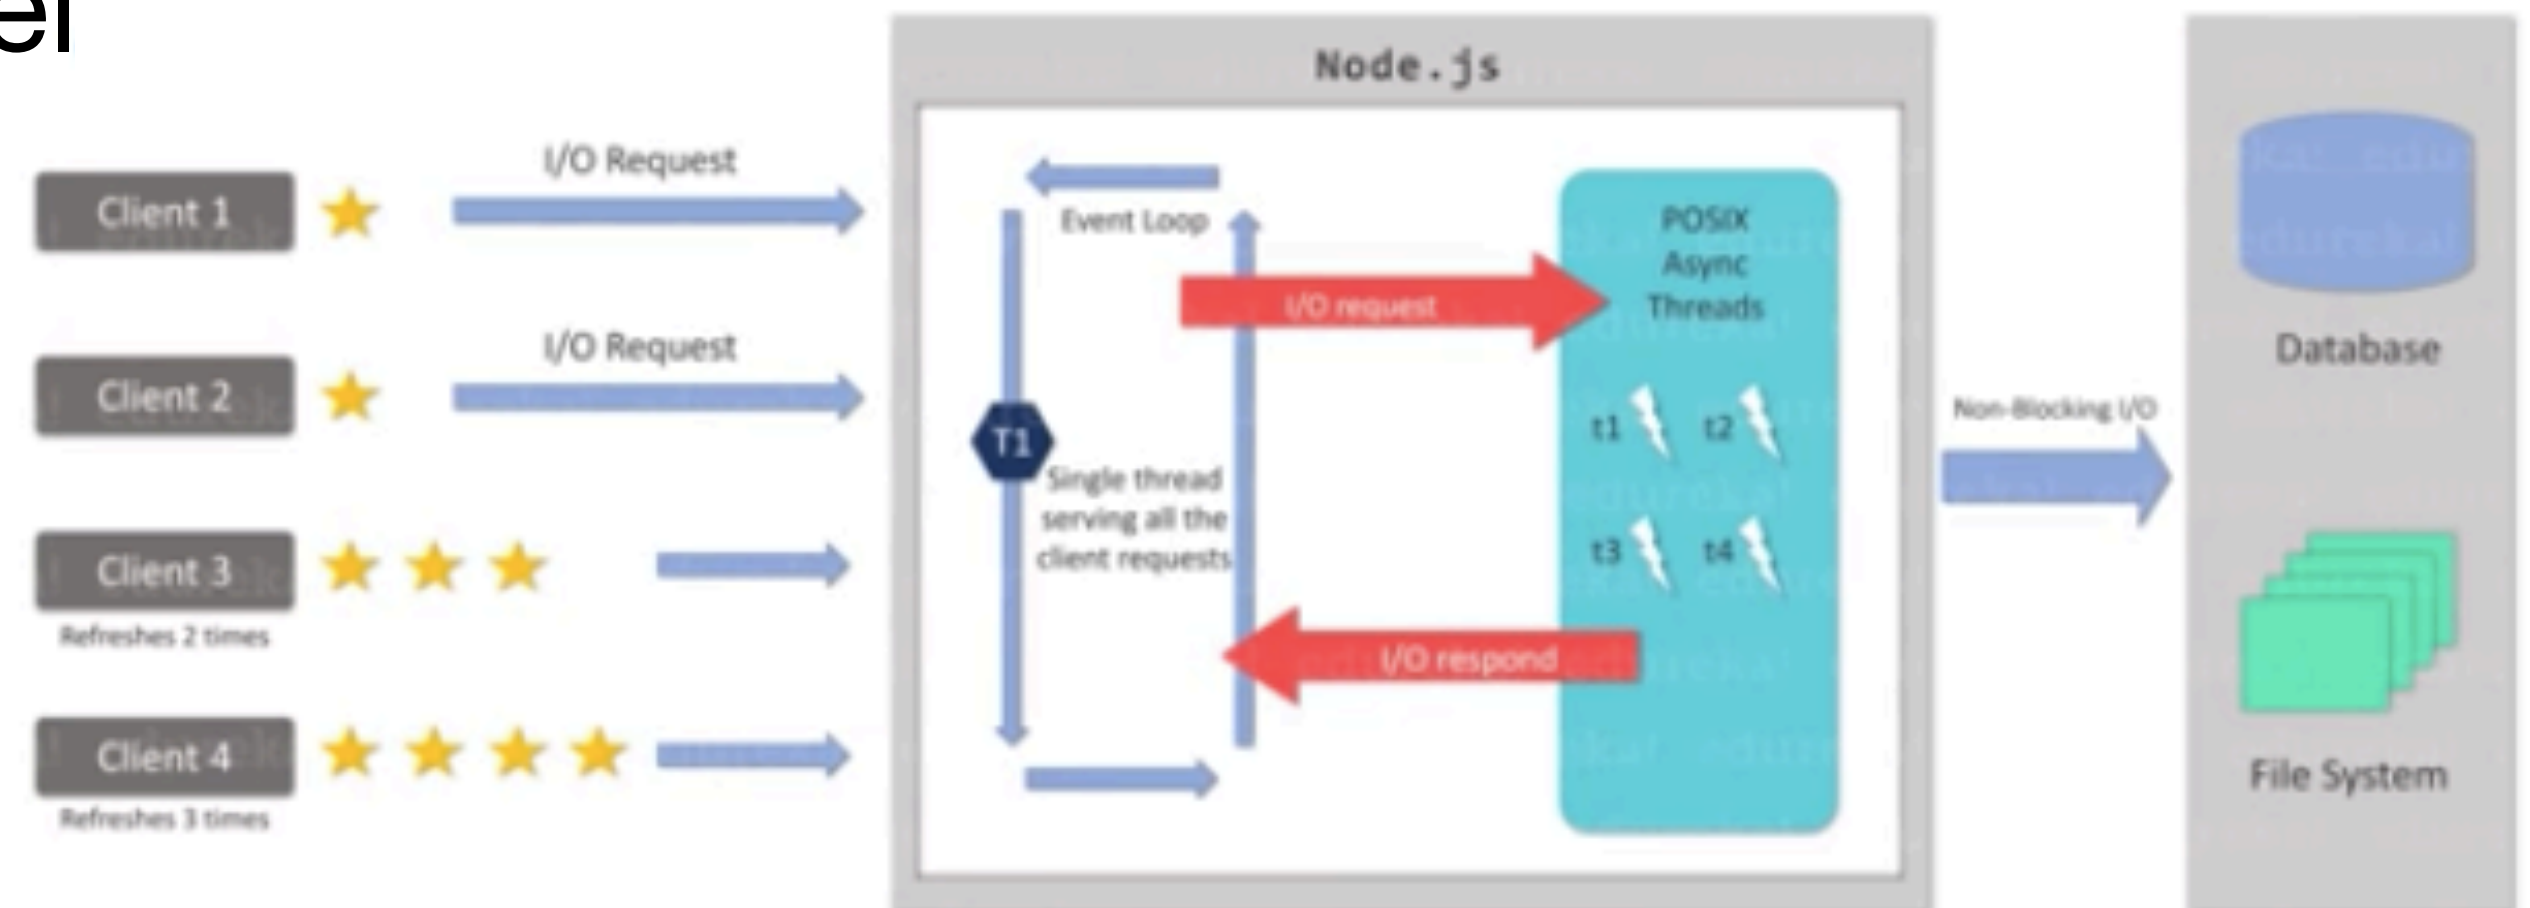 el
Node.js
I/O Request
Client 1
I/O Request
Client 2
Client 3
Refreshes 2 times
Client 4
Refreshes 3 times
Event Loop
T1
Single thread
serving all the
client requests
I/O request
POSIX
Async
Threads
t1 t2
t3 t4
I/O respond
Non-Blocking I/O
Database
File System
edureka!